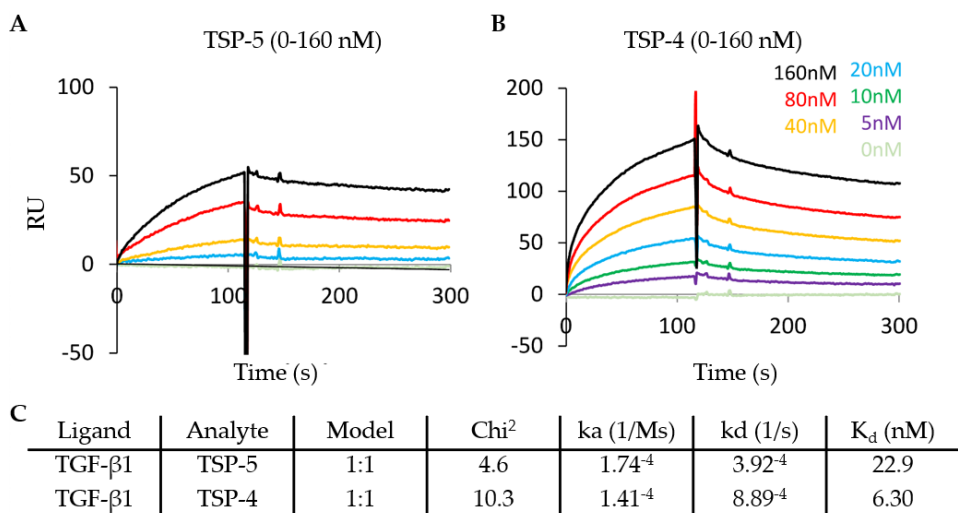 A
TSP-5 (0-160 nM)
B
TSP-4 (0-160 nM)
160nM 20nM
80nM 10nM
40nM 5nM
0nM
100
50
0
-50
RU
0 100 200 300
Time (s)
200
150
100
50
0
-50
0 100 200 300
Time (s)
C
Ligand Analyte Model Chi² ka (1/Ms) kd (1/s) K<sub>d</sub> (nM)
TGF-β1 TSP-5 1:1 4.6 1.74⁻⁴ 3.92⁻⁴ 22.9
TGF-β1 TSP-4 1:1 10.3 1.41⁻⁴ 8.89⁻⁴ 6.30